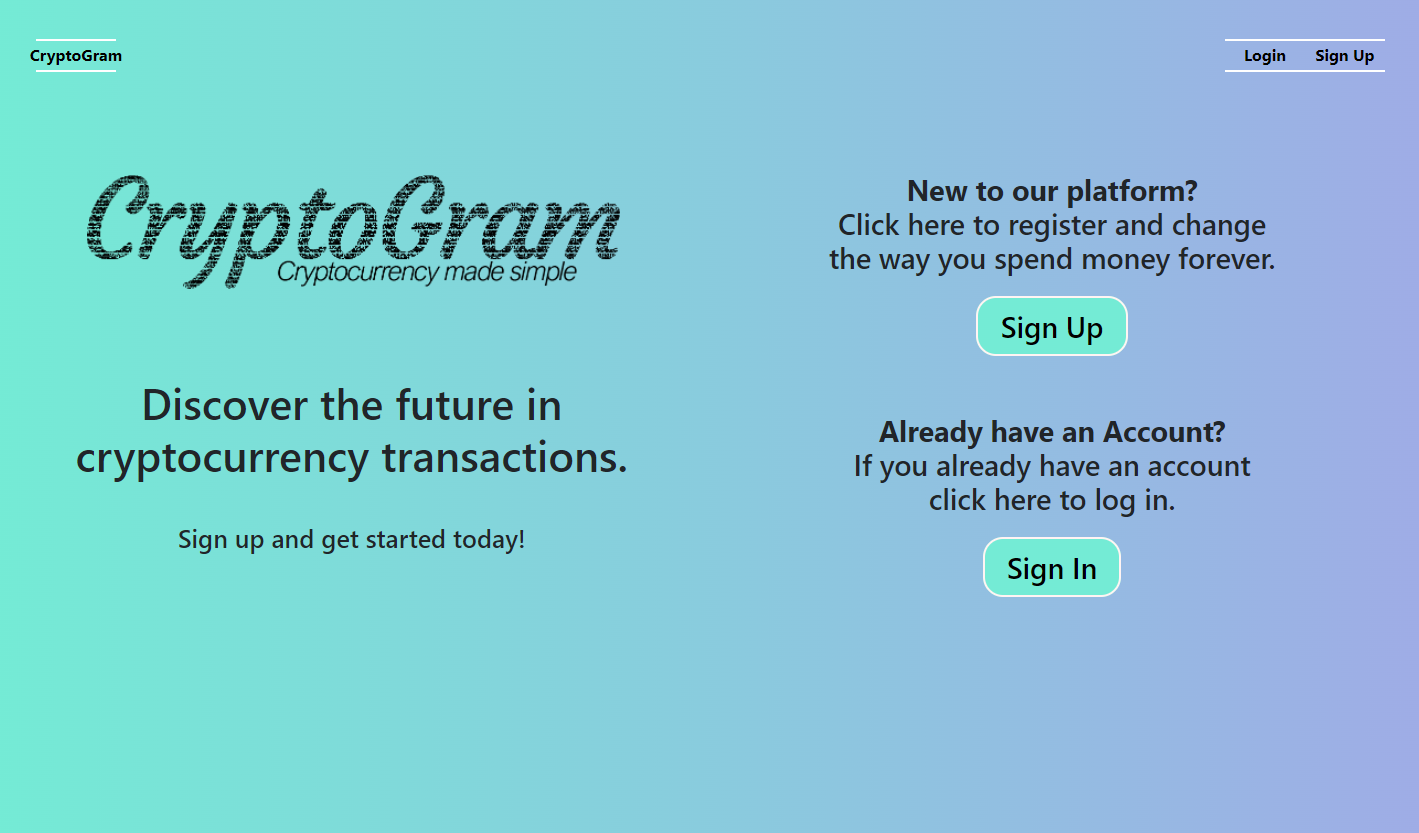 CryptoGram
Login
Sign Up
CryptoGram
Cryptocurrency made simple
Discover the future in
cryptocurrency transactions.
Sign up and get started today!
New to our platform?
Click here to register and change
the way you spend money forever.
Sign Up
Already have an Account?
If you already have an account
click here to log in.
Sign In